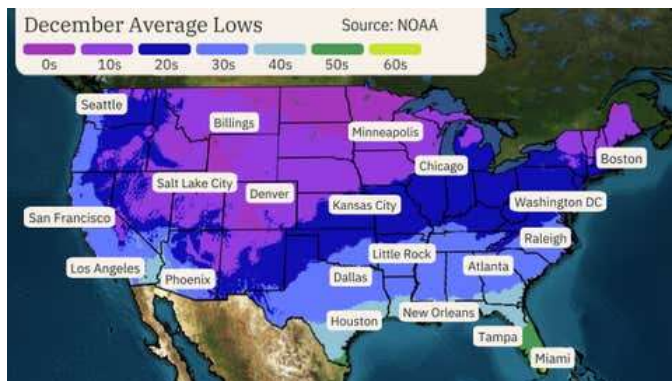 December Average Lows
Source: NOAA
0s 10s 20s 30s 40s 50s 60s
Seattle
Billings
Minneapolis
Boston
Chicago
Salt Lake City
Denver
Kansas City
Washington DC
San Francisco
Raleigh
Little Rock
Los Angeles
Phoenix
Dallas
Atlanta
Houston
New Orleans
Tampa
Miami